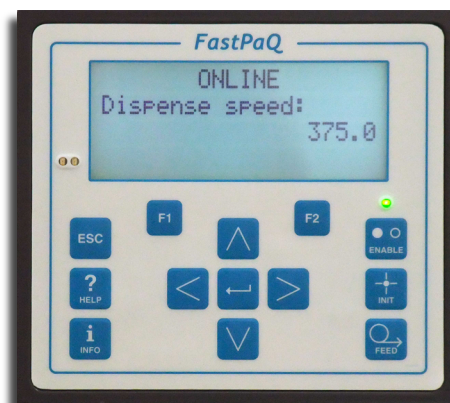 FastPaQ
ONLINE
Dispense speed:
375.0
F1
F2
ESC
ENABLE
?
HELP
INIT
i
INFO
FEED